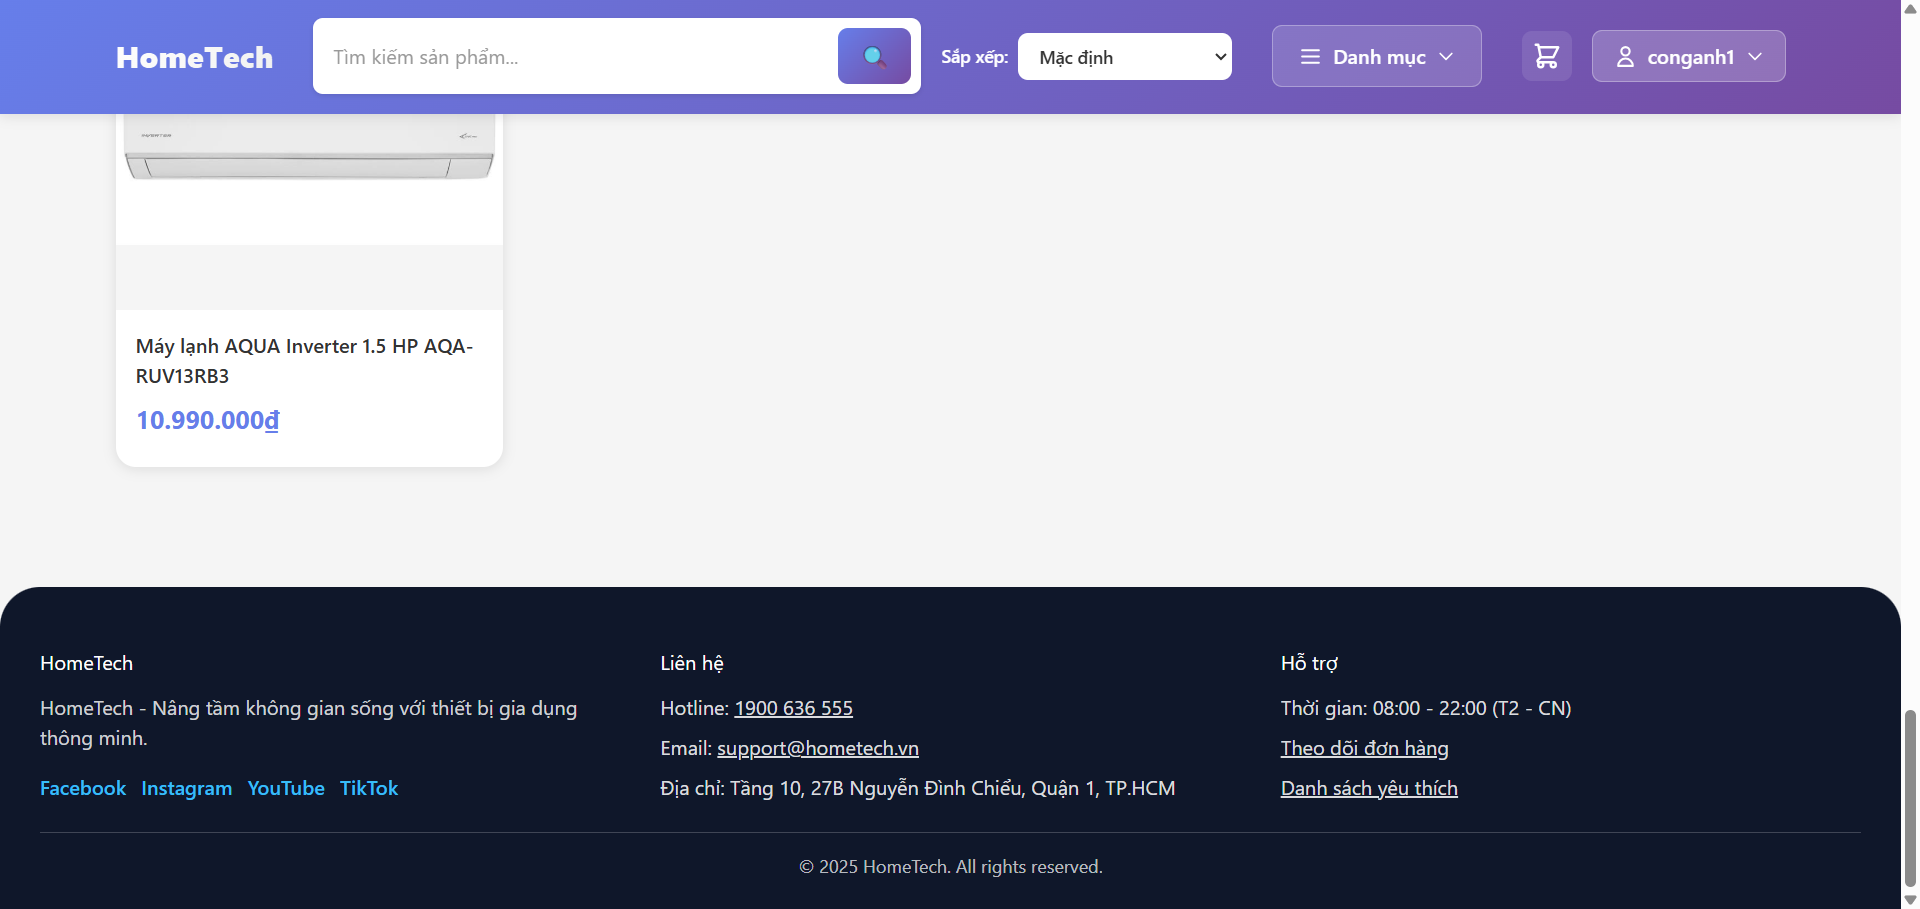 HomeTech
Tìm kiếm sản phẩm...
Sắp xếp:
Mặc định
Danh mục
conganh1
INVERTER
Máy lạnh AQUA Inverter 1.5 HP AQA-
RUV13RB3
10.990.000₫
HomeTech
HomeTech - Nâng tầm không gian sống với thiết bị gia dụng
thông minh.
Facebook Instagram YouTube TikTok
Liên hệ
Hotline: 1900 636 555
Email: support@hometech.vn
Địa chỉ: Tầng 10, 27B Nguyễn Đình Chiểu, Quận 1, TP.HCM
Hỗ trợ
Thời gian: 08:00 - 22:00 (T2 - CN)
Theo dõi đơn hàng
Danh sách yêu thích
© 2025 HomeTech. All rights reserved.